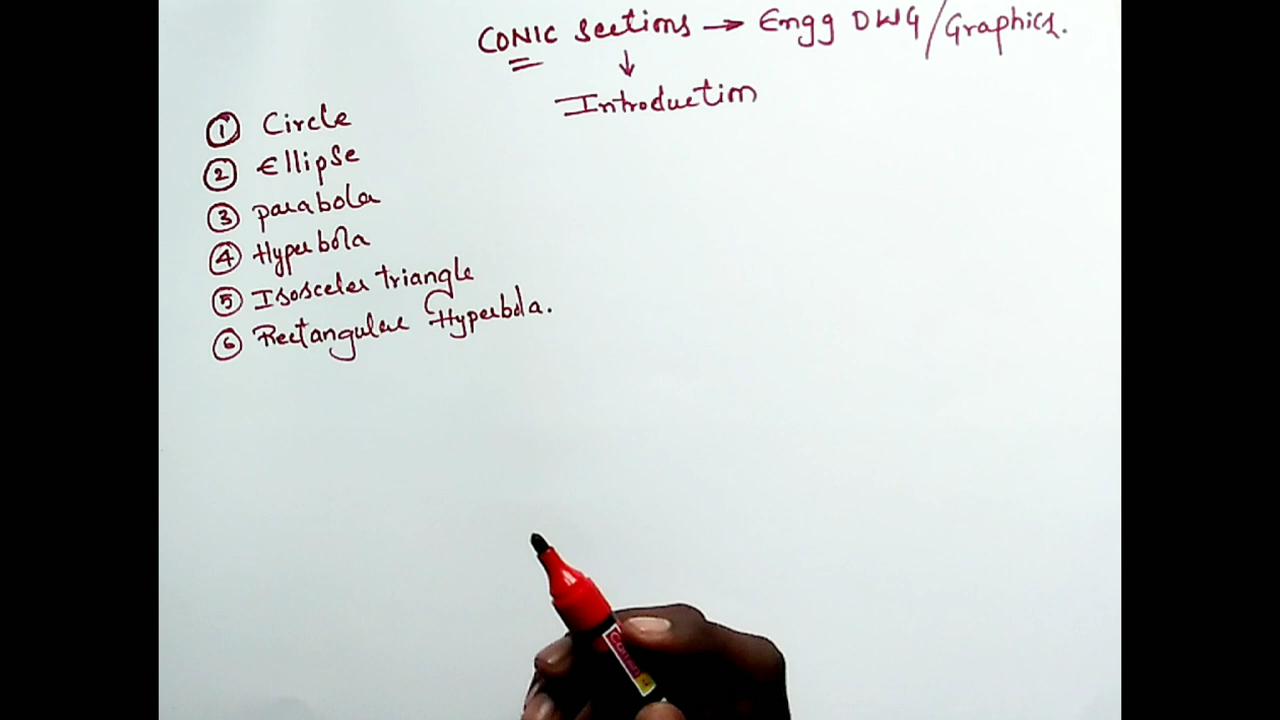 CONIC Sections → Engg DWG/Graphics.
↓
Introduction
① Circle
② Ellipse
③ parabola
④ Hyperbola
⑤ Isosceles triangle
⑥ Rectangular Hyperbola.
Camlin